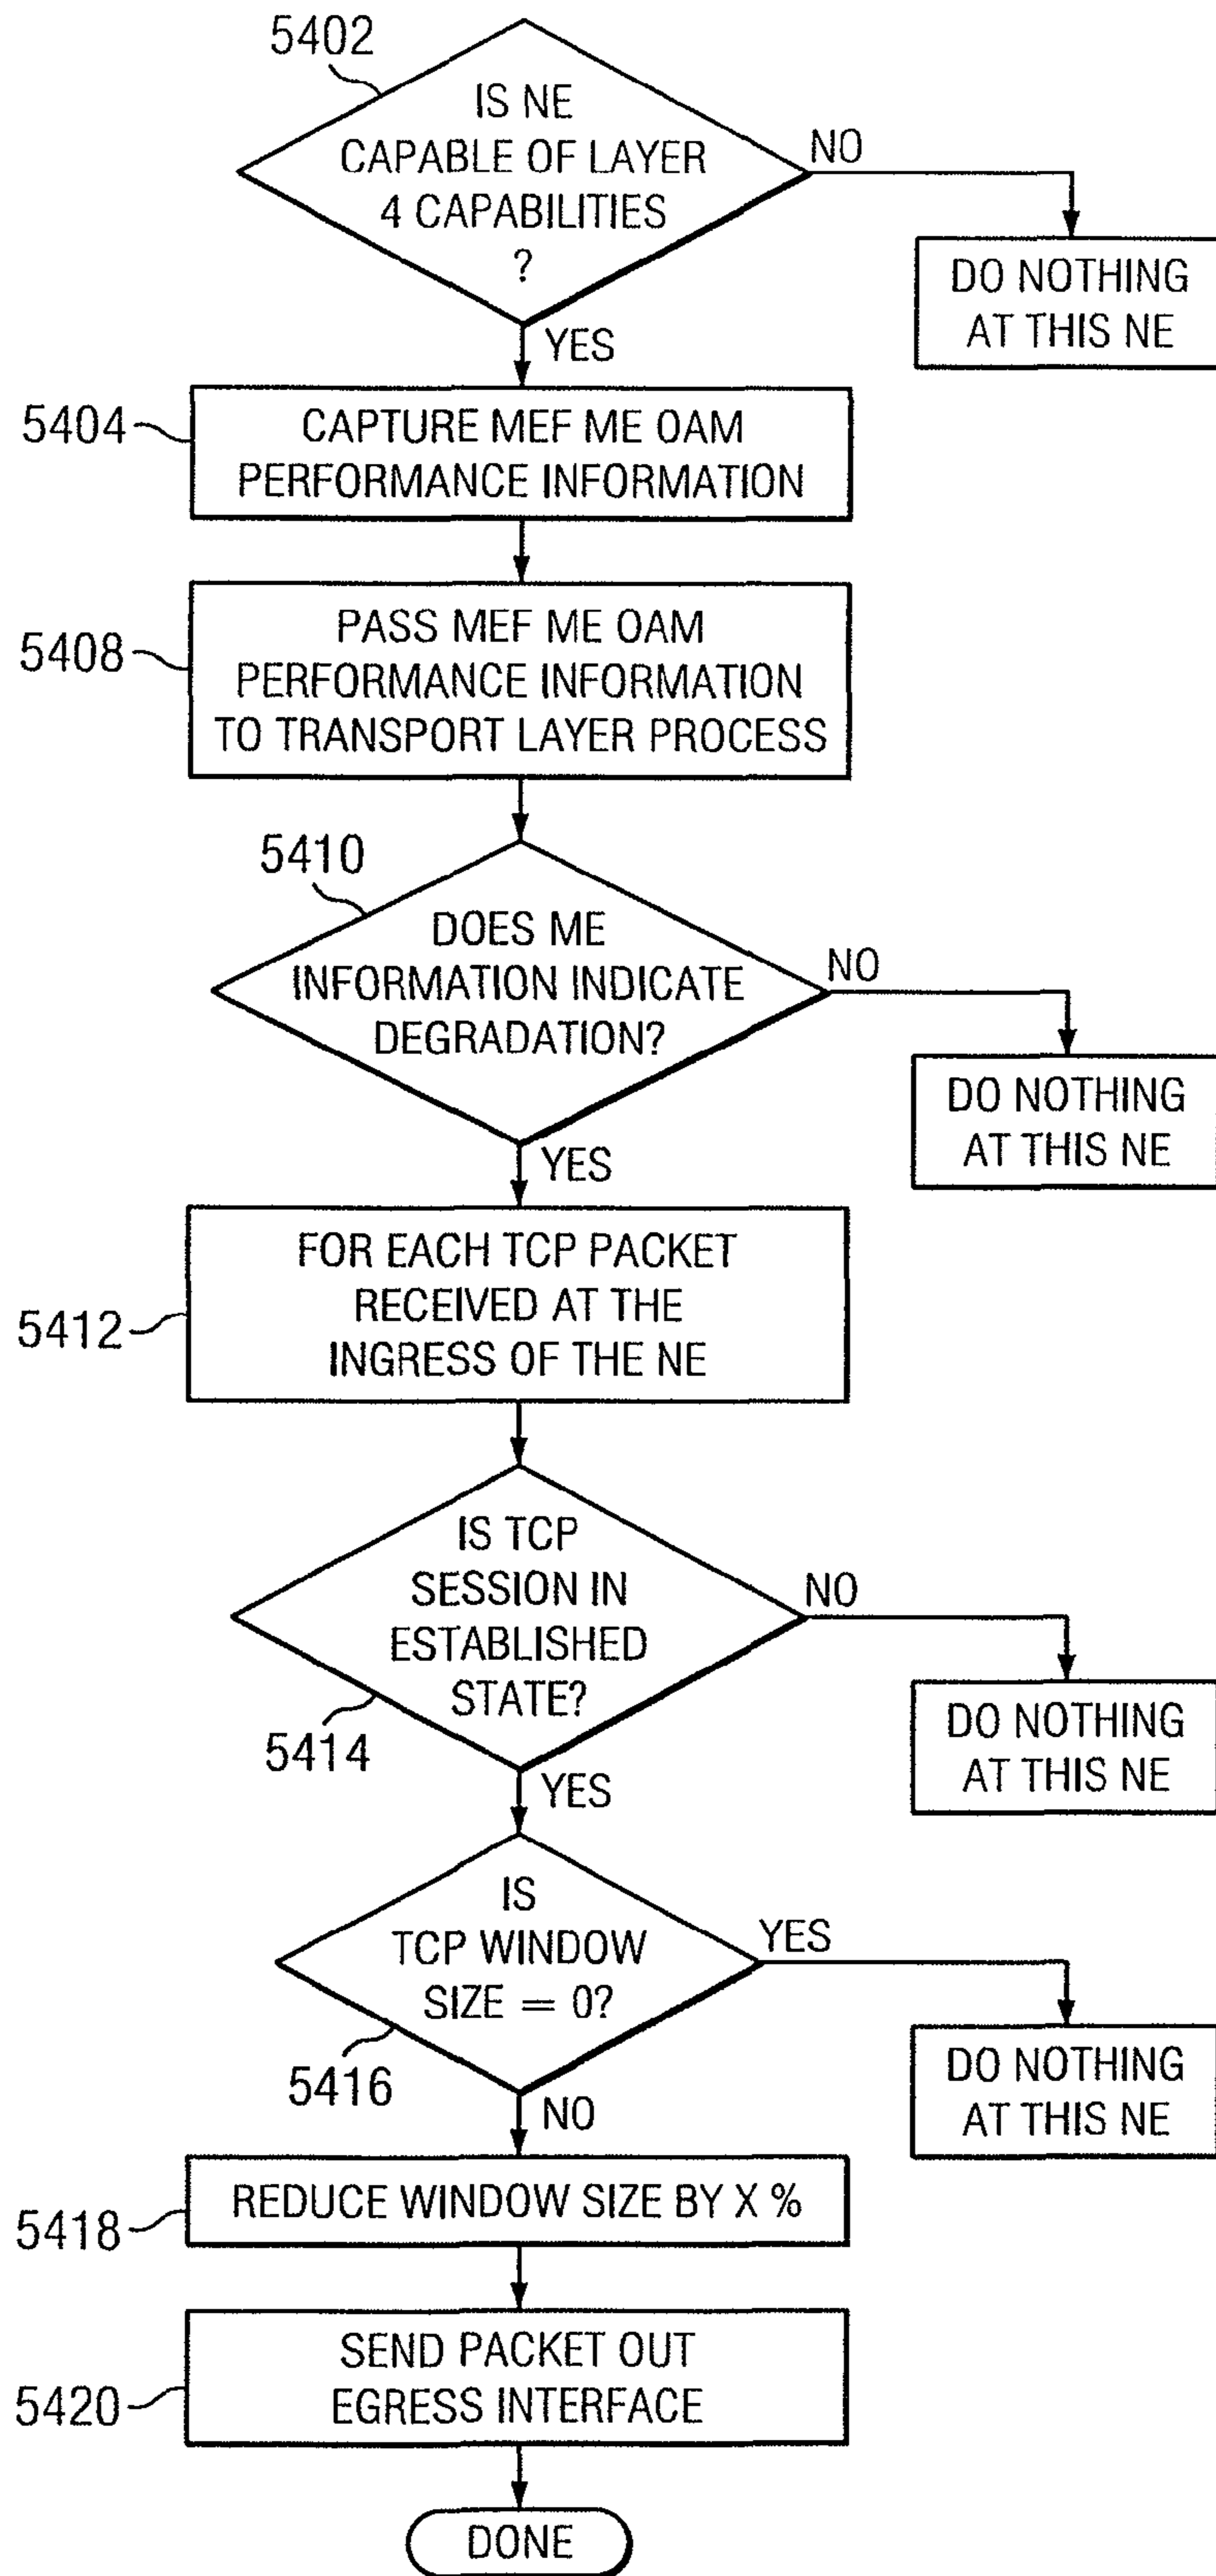 5402
IS NE
CAPABLE OF LAYER
4 CAPABILITIES
?
NO
DO NOTHING
AT THIS NE
YES
5404
CAPTURE MEF ME OAM
PERFORMANCE INFORMATION
5408
PASS MEF ME OAM
PERFORMANCE INFORMATION
TO TRANSPORT LAYER PROCESS
5410
DOES ME
INFORMATION INDICATE
DEGRADATION?
NO
DO NOTHING
AT THIS NE
YES
5412
FOR EACH TCP PACKET
RECEIVED AT THE
INGRESS OF THE NE
IS TCP
SESSION IN
ESTABLISHED
STATE?
5414
NO
DO NOTHING
AT THIS NE
YES
IS
TCP WINDOW
SIZE = 0?
5416
YES
DO NOTHING
AT THIS NE
NO
5418
REDUCE WINDOW SIZE BY X %
5420
SEND PACKET OUT
EGRESS INTERFACE
DONE